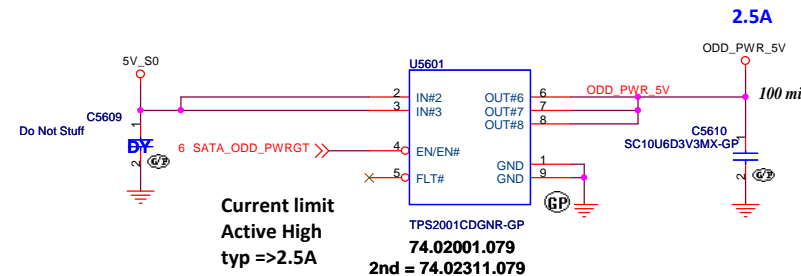 2.5A
ODD_PWR_5V
5V_S0
U5601
2 IN#2 OUT#6 6 ODD_PWR_5V
3 IN#3 OUT#7 7
OUT#8 8
100 mi
C5609
1
Do Not Stuff
DY
2
GP
6 SATA_ODD_PWRGT
4 EN/EN#
5 FLT#
GND 1
GND 9
GP
C5610
SC10U6D3V3MX-GP
1
2
GP
TPS2001CDGNR-GP
74.02001.079
2nd = 74.02311.079
Current limit
Active High
typ =>2.5A